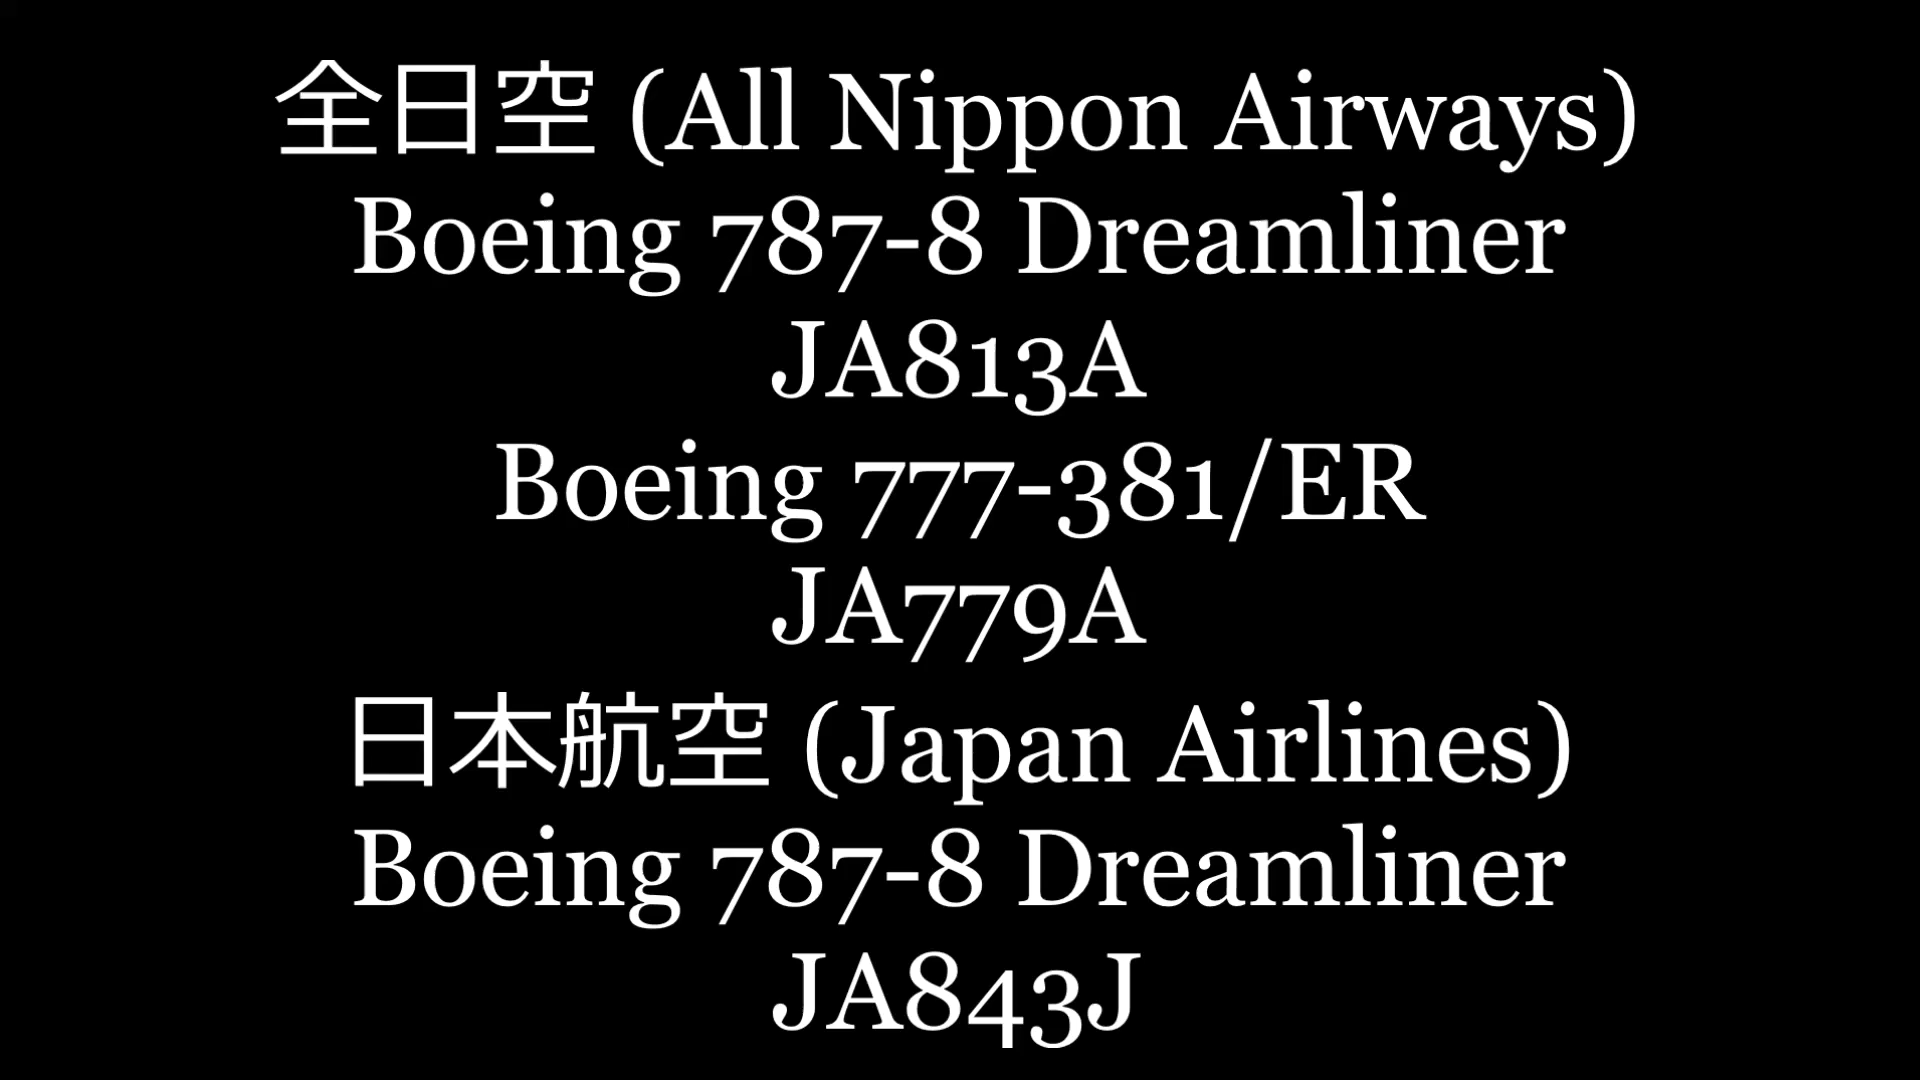 全日空 (All Nippon Airways)
Boeing 787-8 Dreamliner
JA813A
Boeing 777-381/ER
JA779A
日本航空 (Japan Airlines)
Boeing 787-8 Dreamliner
JA843J